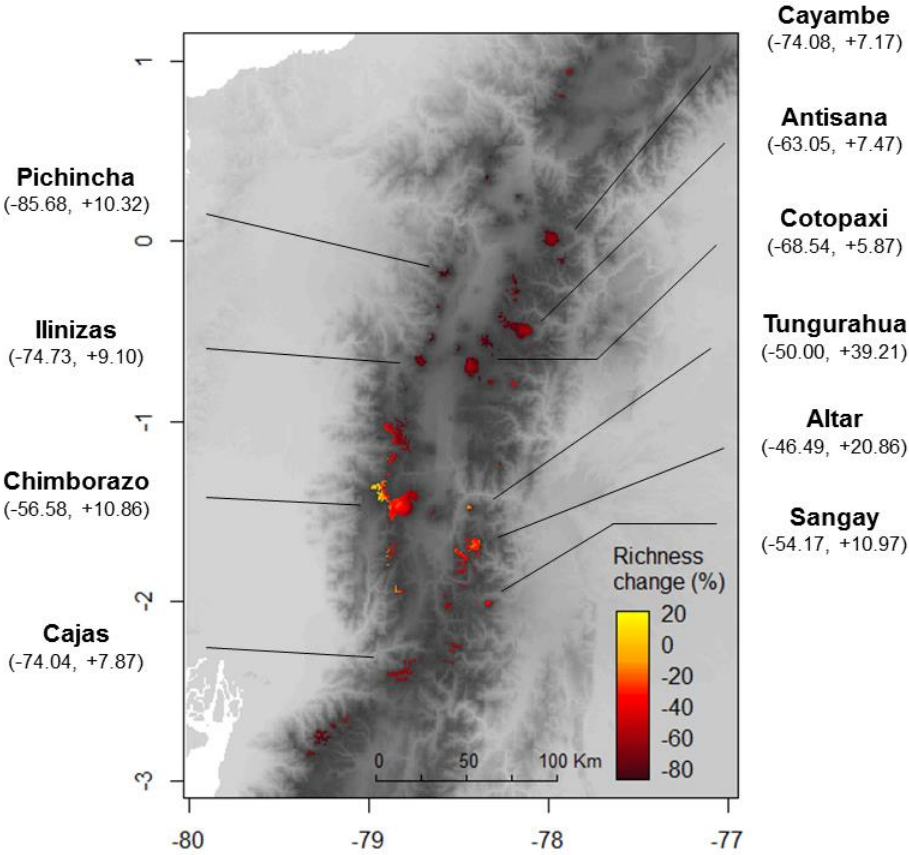 Cayambe
(-74.08, +7.17)
Antisana
(-63.05, +7.47)
Pichincha
(-85.68, +10.32)
Cotopaxi
(-68.54, +5.87)
Ilinizas
(-74.73, +9.10)
Tungurahua
(-50.00, +39.21)
Altar
(-46.49, +20.86)
Chimborazo
(-56.58, +10.86)
Sangay
(-54.17, +10.97)
Cajas
(-74.04, +7.87)
Richness
change (%)
20
0
-20
-40
-60
-80
0 50 100 Km
1
0
-1
-2
-3
-80 -79 -78 -77